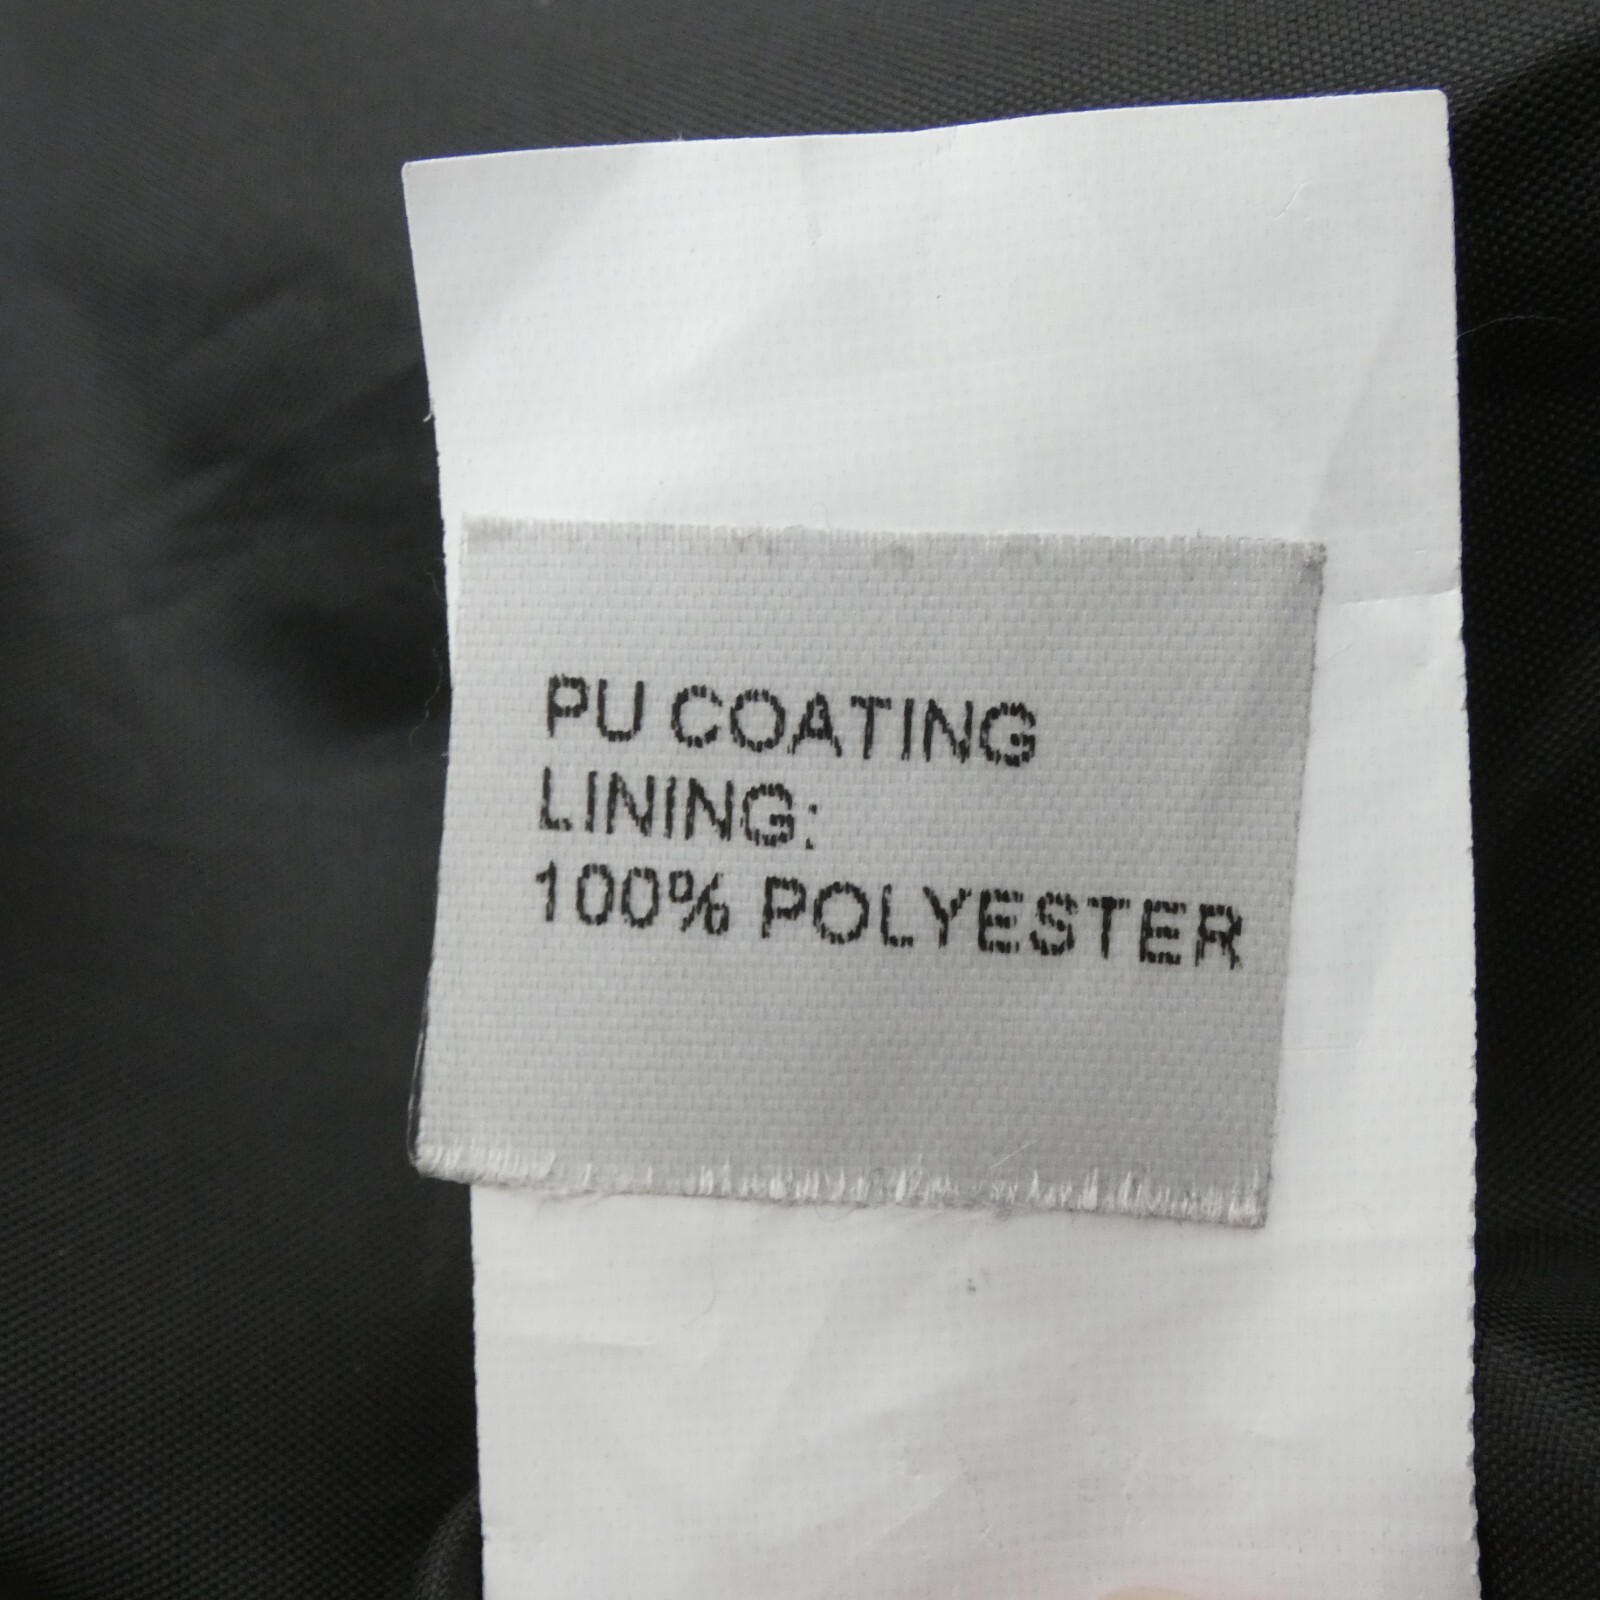 PU COATING
LINING:
100% POLYESTER